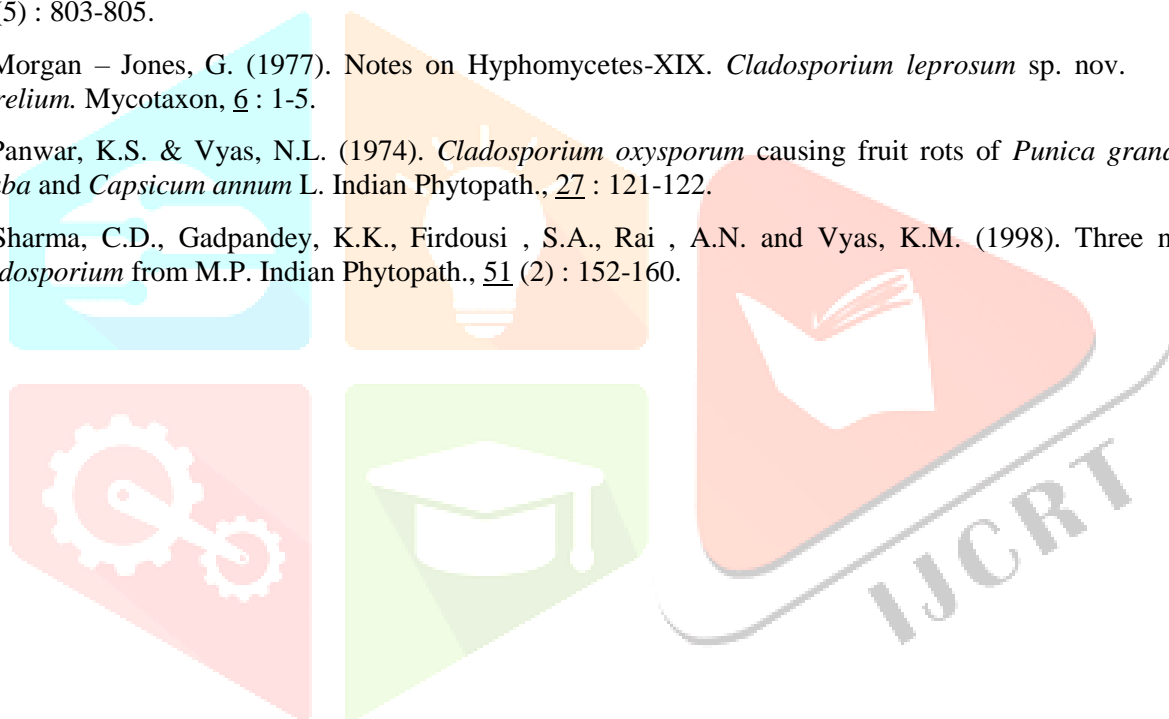 (5) : 803-805.
Morgan – Jones, G. (1977). Notes on Hyphomycetes-XIX. Cladosporium leprosum sp. nov.
relium. Mycotaxon, 6 : 1-5.
Panwar, K.S. & Vyas, N.L. (1974). Cladosporium oxysporum causing fruit rots of Punica grana
ba and Capsicum annum L. Indian Phytopath., 27 : 121-122.
Sharma, C.D., Gadpandey, K.K., Firdousi , S.A., Rai , A.N. and Vyas, K.M. (1998). Three n
dosporium from M.P. Indian Phytopath., 51 (2) : 152-160.
IJCRT